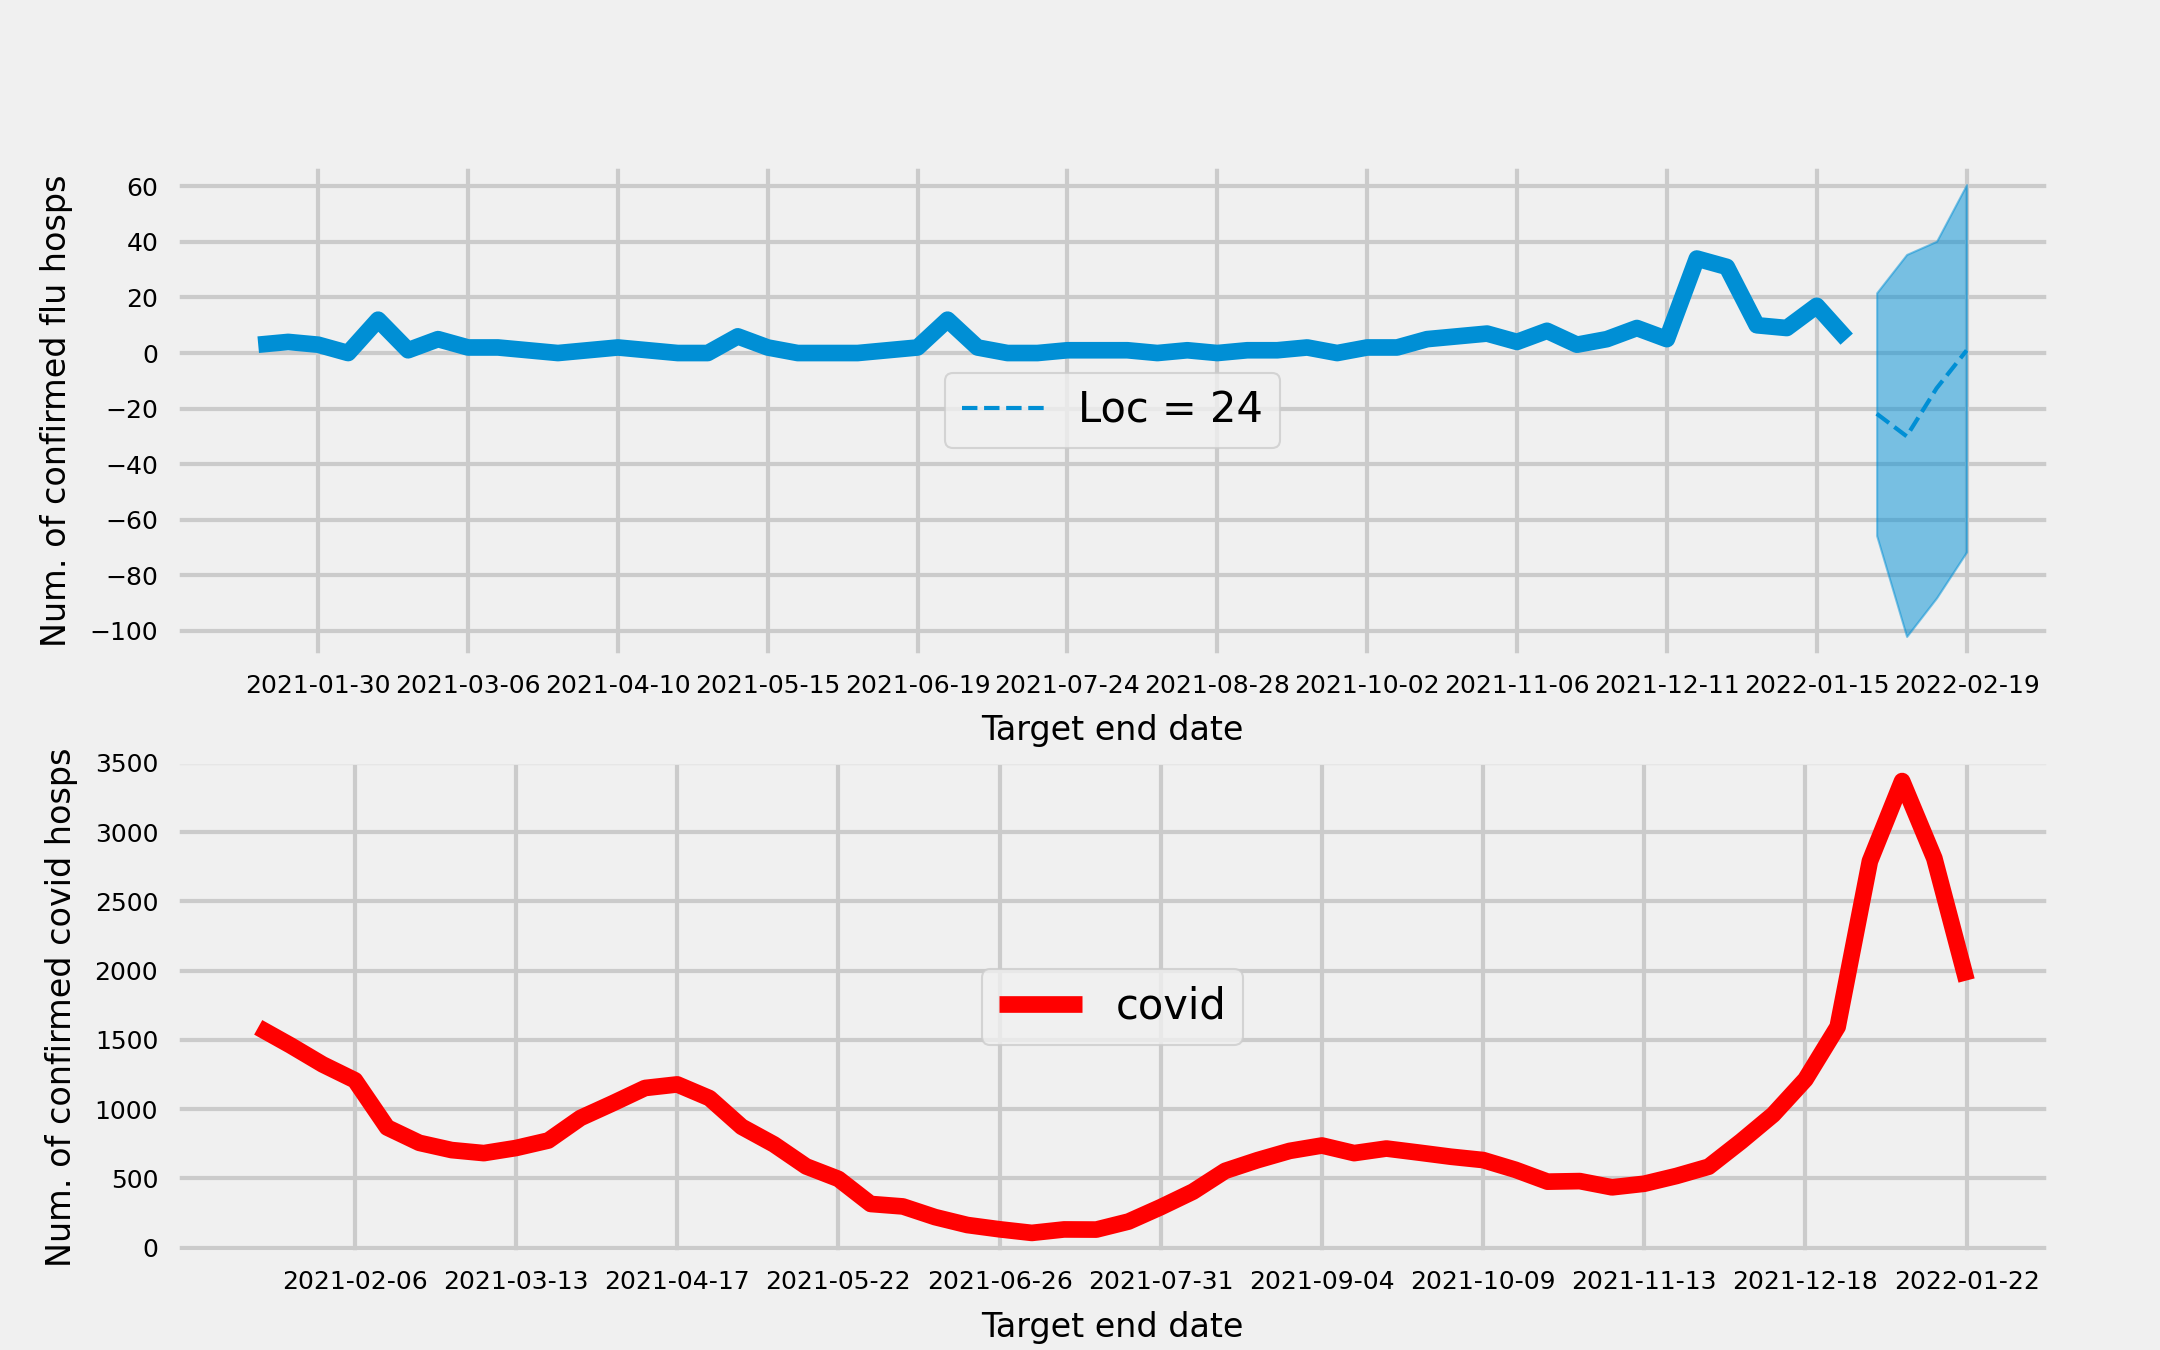 Num. of confirmed flu hosps
60
40
20
0
−20
−40
−60
−80
−100
Loc = 24
2021-01-30 2021-03-06 2021-04-10 2021-05-15 2021-06-19 2021-07-24 2021-08-28 2021-10-02 2021-11-06 2021-12-11 2022-01-15 2022-02-19
Target end date
Num. of confirmed covid hosps
3500
3000
2500
2000
1500
1000
500
0
covid
2021-02-06 2021-03-13 2021-04-17 2021-05-22 2021-06-26 2021-07-31 2021-09-04 2021-10-09 2021-11-13 2021-12-18 2022-01-22
Target end date